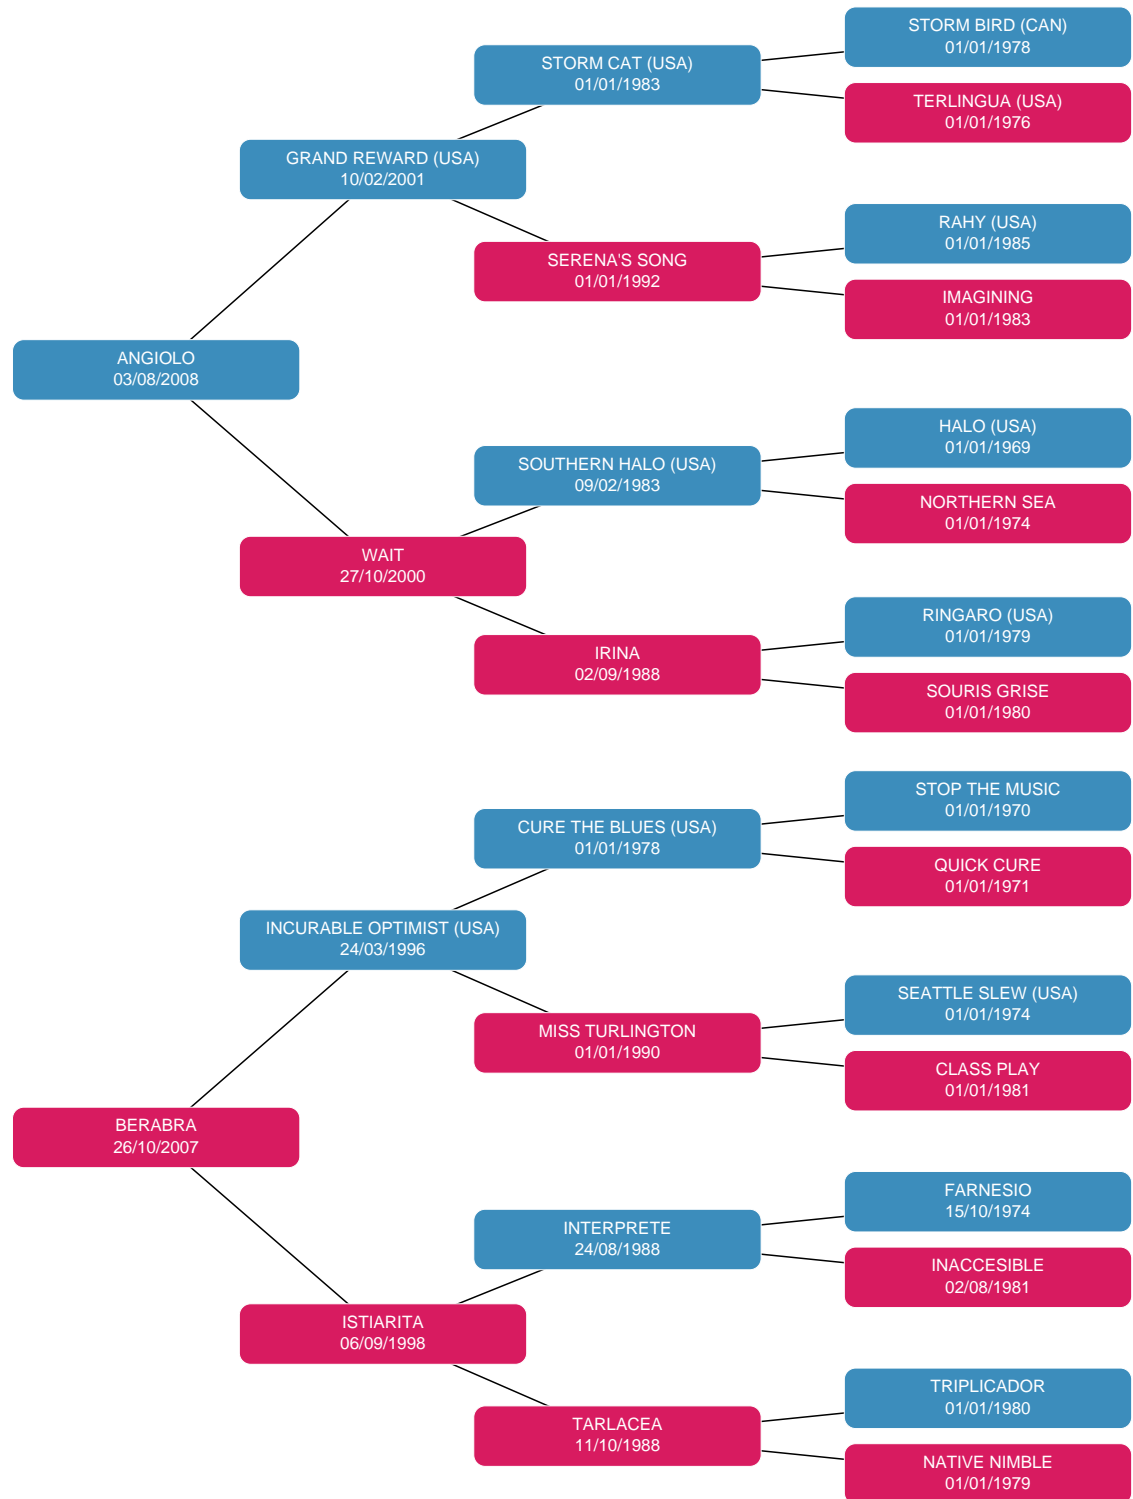 STORM BIRD (CAN)
01/01/1978
STORM CAT (USA)
01/01/1983
TERLINGUA (USA)
01/01/1976
GRAND REWARD (USA)
10/02/2001
RAHY (USA)
01/01/1985
SERENA'S SONG
01/01/1992
IMAGINING
01/01/1983
ANGIOLO
03/08/2008
HALO (USA)
01/01/1969
SOUTHERN HALO (USA)
09/02/1983
NORTHERN SEA
01/01/1974
WAIT
27/10/2000
RINGARO (USA)
01/01/1979
IRINA
02/09/1988
SOURIS GRISE
01/01/1980
STOP THE MUSIC
01/01/1970
CURE THE BLUES (USA)
01/01/1978
QUICK CURE
01/01/1971
INCURABLE OPTIMIST (USA)
24/03/1996
SEATTLE SLEW (USA)
01/01/1974
MISS TURLINGTON
01/01/1990
CLASS PLAY
01/01/1981
BERABRA
26/10/2007
FARNESIO
15/10/1974
INTERPRETE
24/08/1988
INACCESIBLE
02/08/1981
ISTIARITA
06/09/1998
TRIPLICADOR
01/01/1980
TARLACEA
11/10/1988
NATIVE NIMBLE
01/01/1979